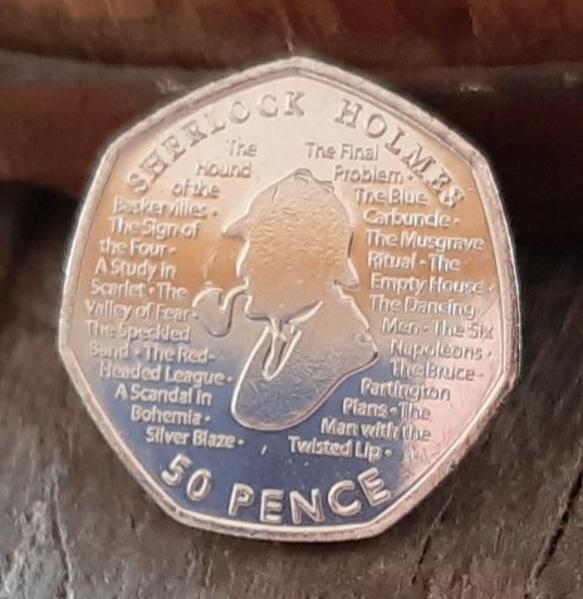 SHERLOCK HOLMES
The
Hound
of the
Baskervilles ·
The Sign of
the Four ·
A Study in
Scarlet · The
Valley of Fear ·
The Speckled
Band · The Red-
Headed League ·
A Scandal in
Bohemia ·
Silver Blaze ·
The Final
Problem ·
The Blue
Carbuncle ·
The Musgrave
Ritual · The
Empty House ·
The Dancing
Men · The Six
Napoleons ·
The Bruce-
Partington
Plans · The
Man with the
Twisted Lip ·
50 PENCE